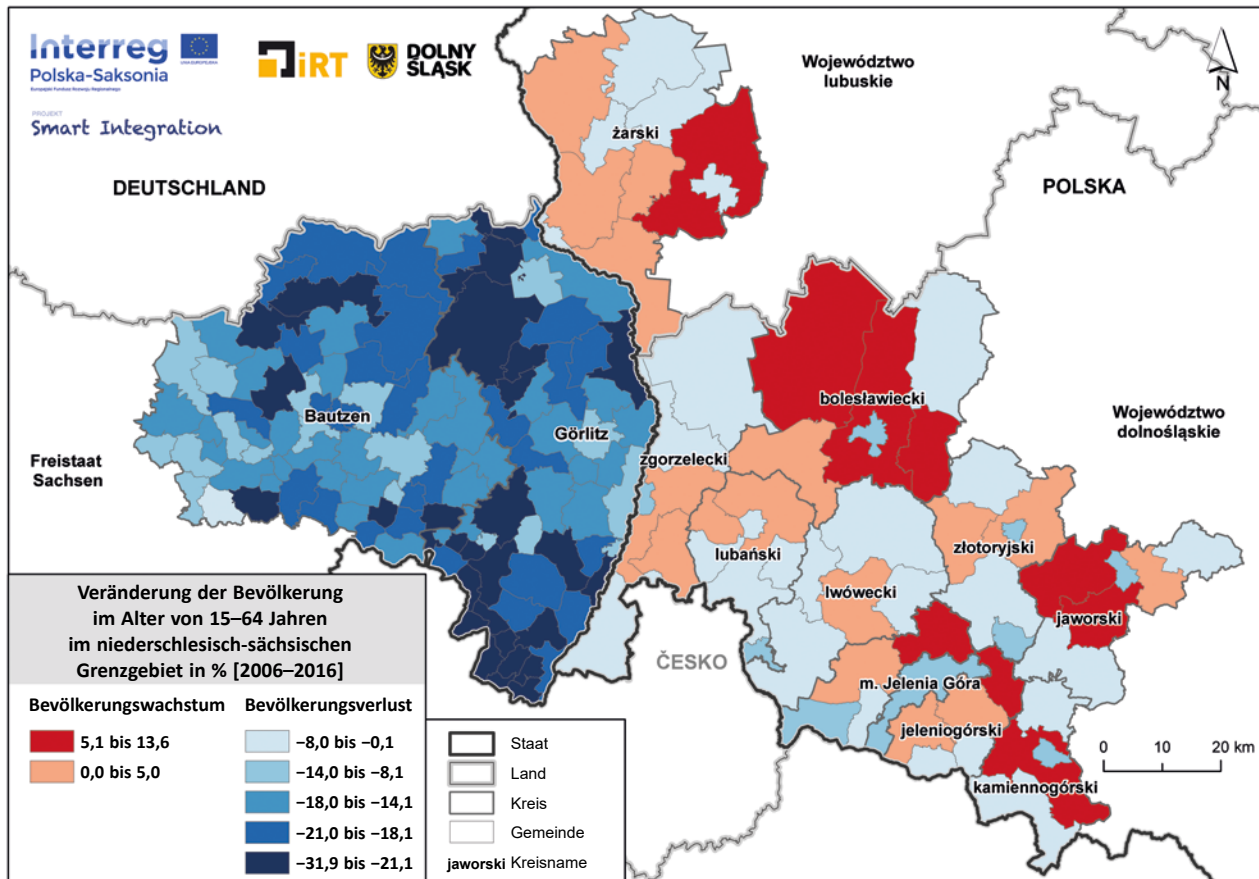 Interreg
Polska-Saksonia
UNIA EUROPEJSKA
Europejski Fundusz Rozwoju Regionalnego
iRT
DOLNY
ŚLĄSK
PROJEKT
Smart Integration
Województwo
lubuskie
N
żarski
DEUTSCHLAND
POLSKA
bolesławiecki
Bautzen
Görlitz
Województwo
dolnośląskie
Freistaat
Sachsen
zgorzelecki
lubański
złotoryjski
lwówecki
jaworski
ČESKO
m. Jelenia Góra
jeleniogórski
kamiennogórski
0 10 20 km
Veränderung der Bevölkerung
im Alter von 15–64 Jahren
im niederschlesisch-sächsischen
Grenzgebiet in % [2006–2016]
Bevölkerungswachstum
5,1 bis 13,6
0,0 bis 5,0
Bevölkerungsverlust
−8,0 bis −0,1
−14,0 bis −8,1
−18,0 bis −14,1
−21,0 bis −18,1
−31,9 bis −21,1
Staat
Land
Kreis
Gemeinde
jaworski Kreisname